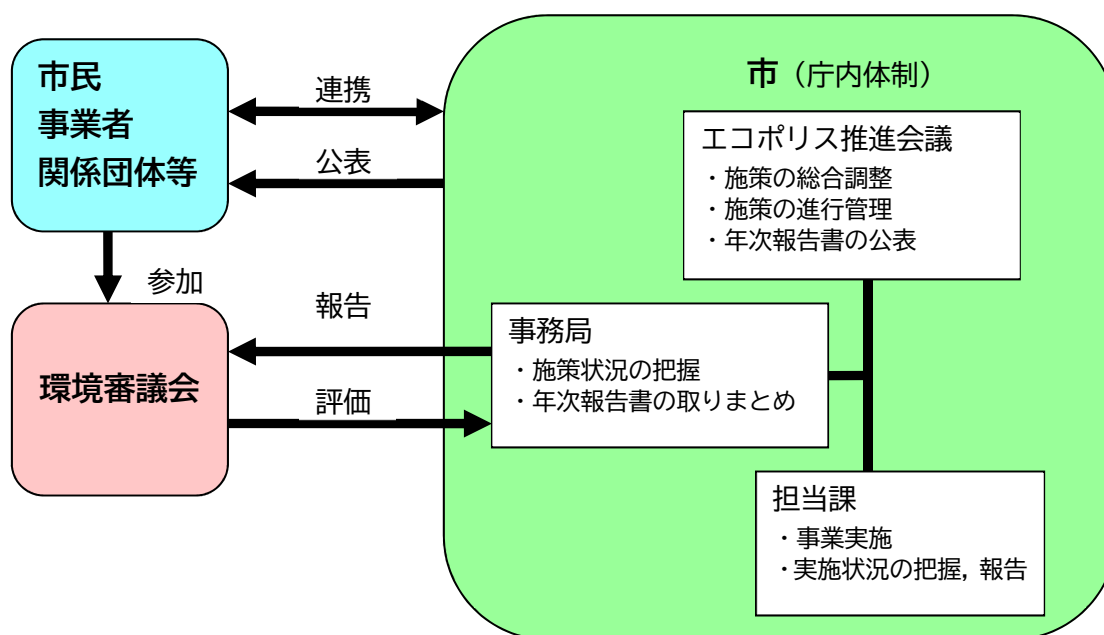 市民
事業者
関係団体等
連携
公表
参加
環境審議会
報告
評価
市（庁内体制）
エコポリス推進会議
・施策の総合調整
・施策の進行管理
・年次報告書の公表
事務局
・施策状況の把握
・年次報告書の取りまとめ
担当課
・事業実施
・実施状況の把握, 報告